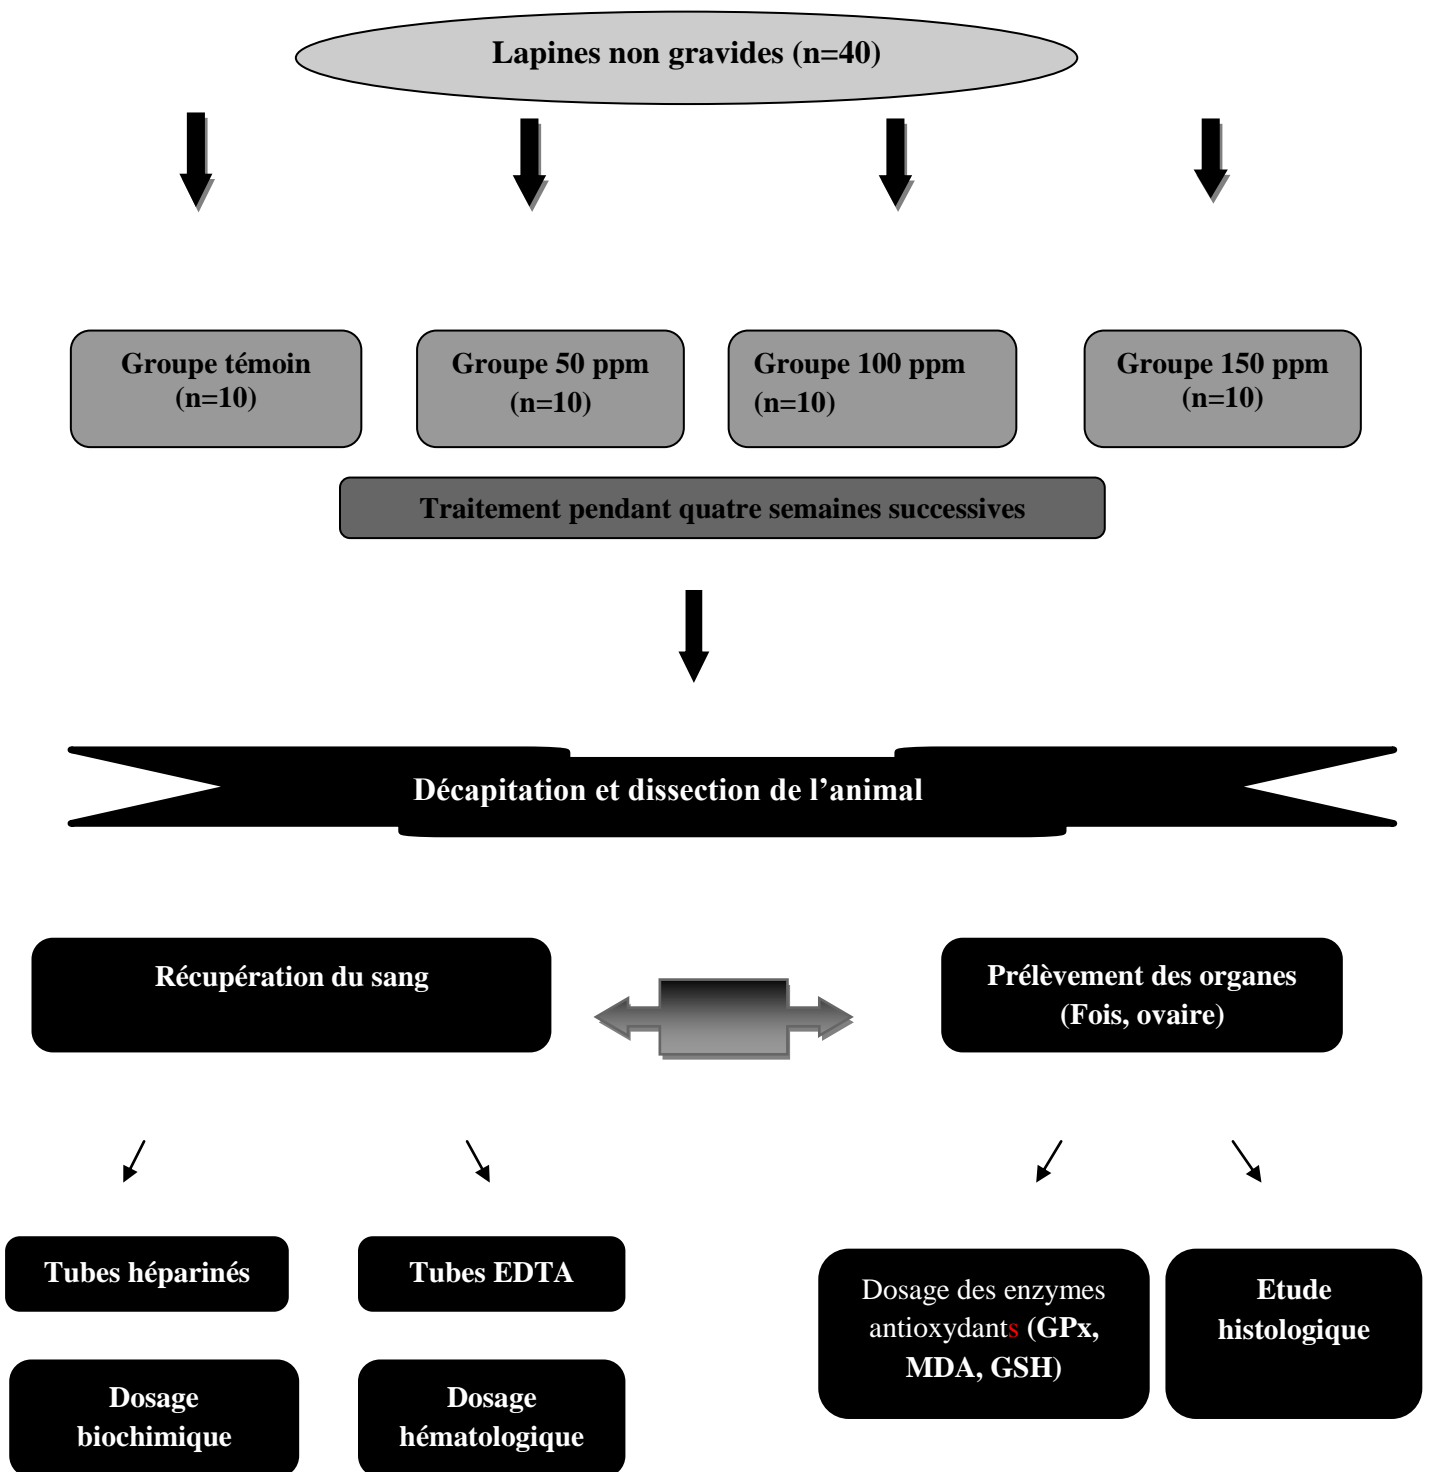 Lapines non gravides (n=40)
Groupe témoin
(n=10)
Groupe 50 ppm
(n=10)
Groupe 100 ppm
(n=10)
Groupe 150 ppm
(n=10)
Traitement pendant quatre semaines successives
Décapitation et dissection de l’animal
Récupération du sang
Prélèvement des organes
(Fois, ovaire)
Tubes héparinés
Tubes EDTA
Dosage des enzymes
antioxydants (GPx,
MDA, GSH)
Etude
histologique
Dosage
biochimique
Dosage
hématologique